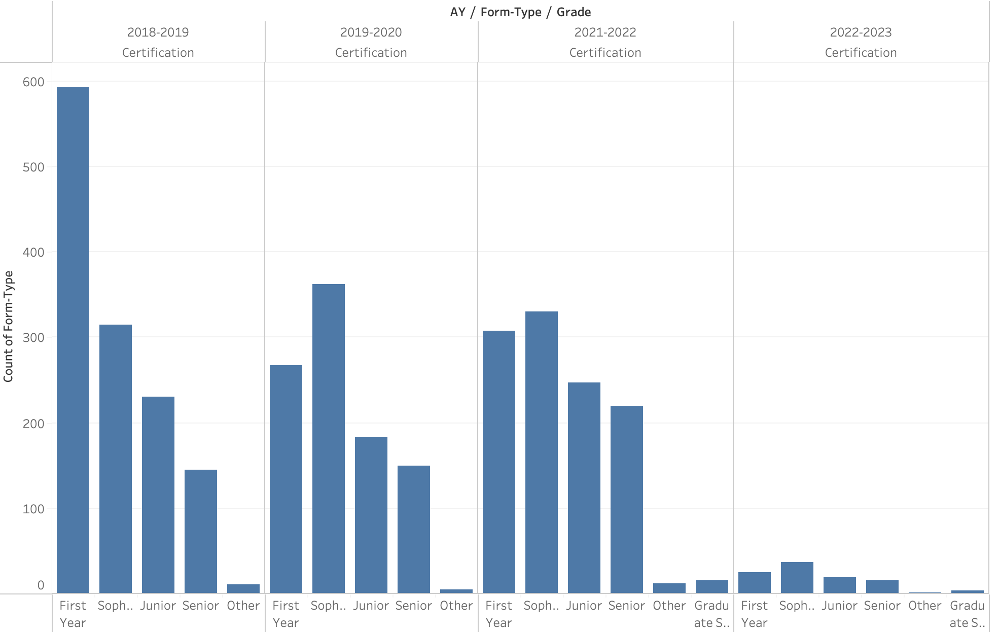 AY / Form-Type / Grade
2018-2019 2019-2020 2021-2022 2022-2023
Certification Certification Certification Certification
600
500
400
300
200
100
0
Count of Form-Type
First Soph.. Junior Senior Other First Soph.. Junior Senior Other First Soph.. Junior Senior Other Gradu First Soph.. Junior Senior Other Gradu
Year Year Year ate S.. Year ate S..